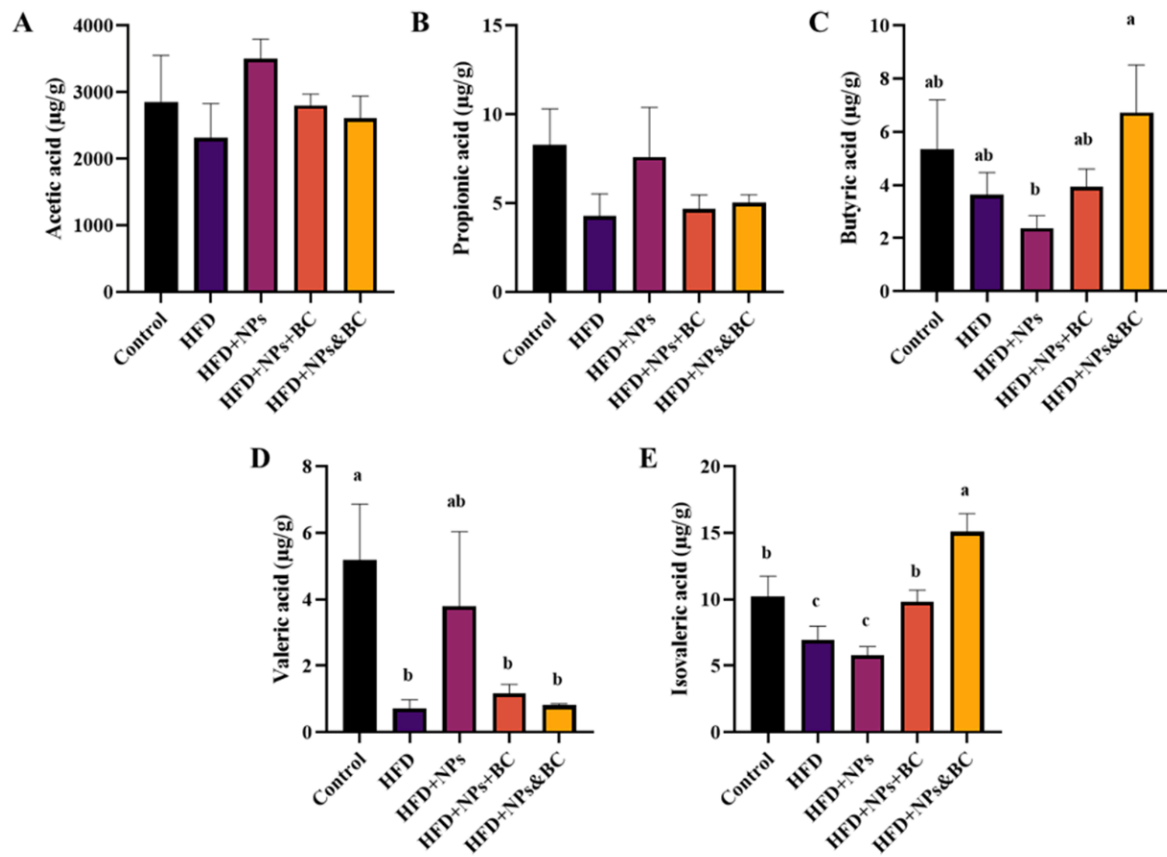 A
Acetic acid (µg/g)
4000
3000
2000
1000
0
Control
HFD
HFD+NPs
HFD+NPs+BC
HFD+NPs&BC
B
Propionic acid (µg/g)
15
10
5
0
Control
HFD
HFD+NPs
HFD+NPs+BC
HFD+NPs&BC
C
Butyric acid (µg/g)
10
8
6
4
2
0
ab
ab
b
ab
a
Control
HFD
HFD+NPs
HFD+NPs+BC
HFD+NPs&BC
D
Valeric acid (µg/g)
8
6
4
2
0
a
b
ab
b
b
Control
HFD
HFD+NPs
HFD+NPs+BC
HFD+NPs&BC
E
Isovaleric acid (µg/g)
20
15
10
5
0
b
c
c
b
a
Control
HFD
HFD+NPs
HFD+NPs+BC
HFD+NPs&BC